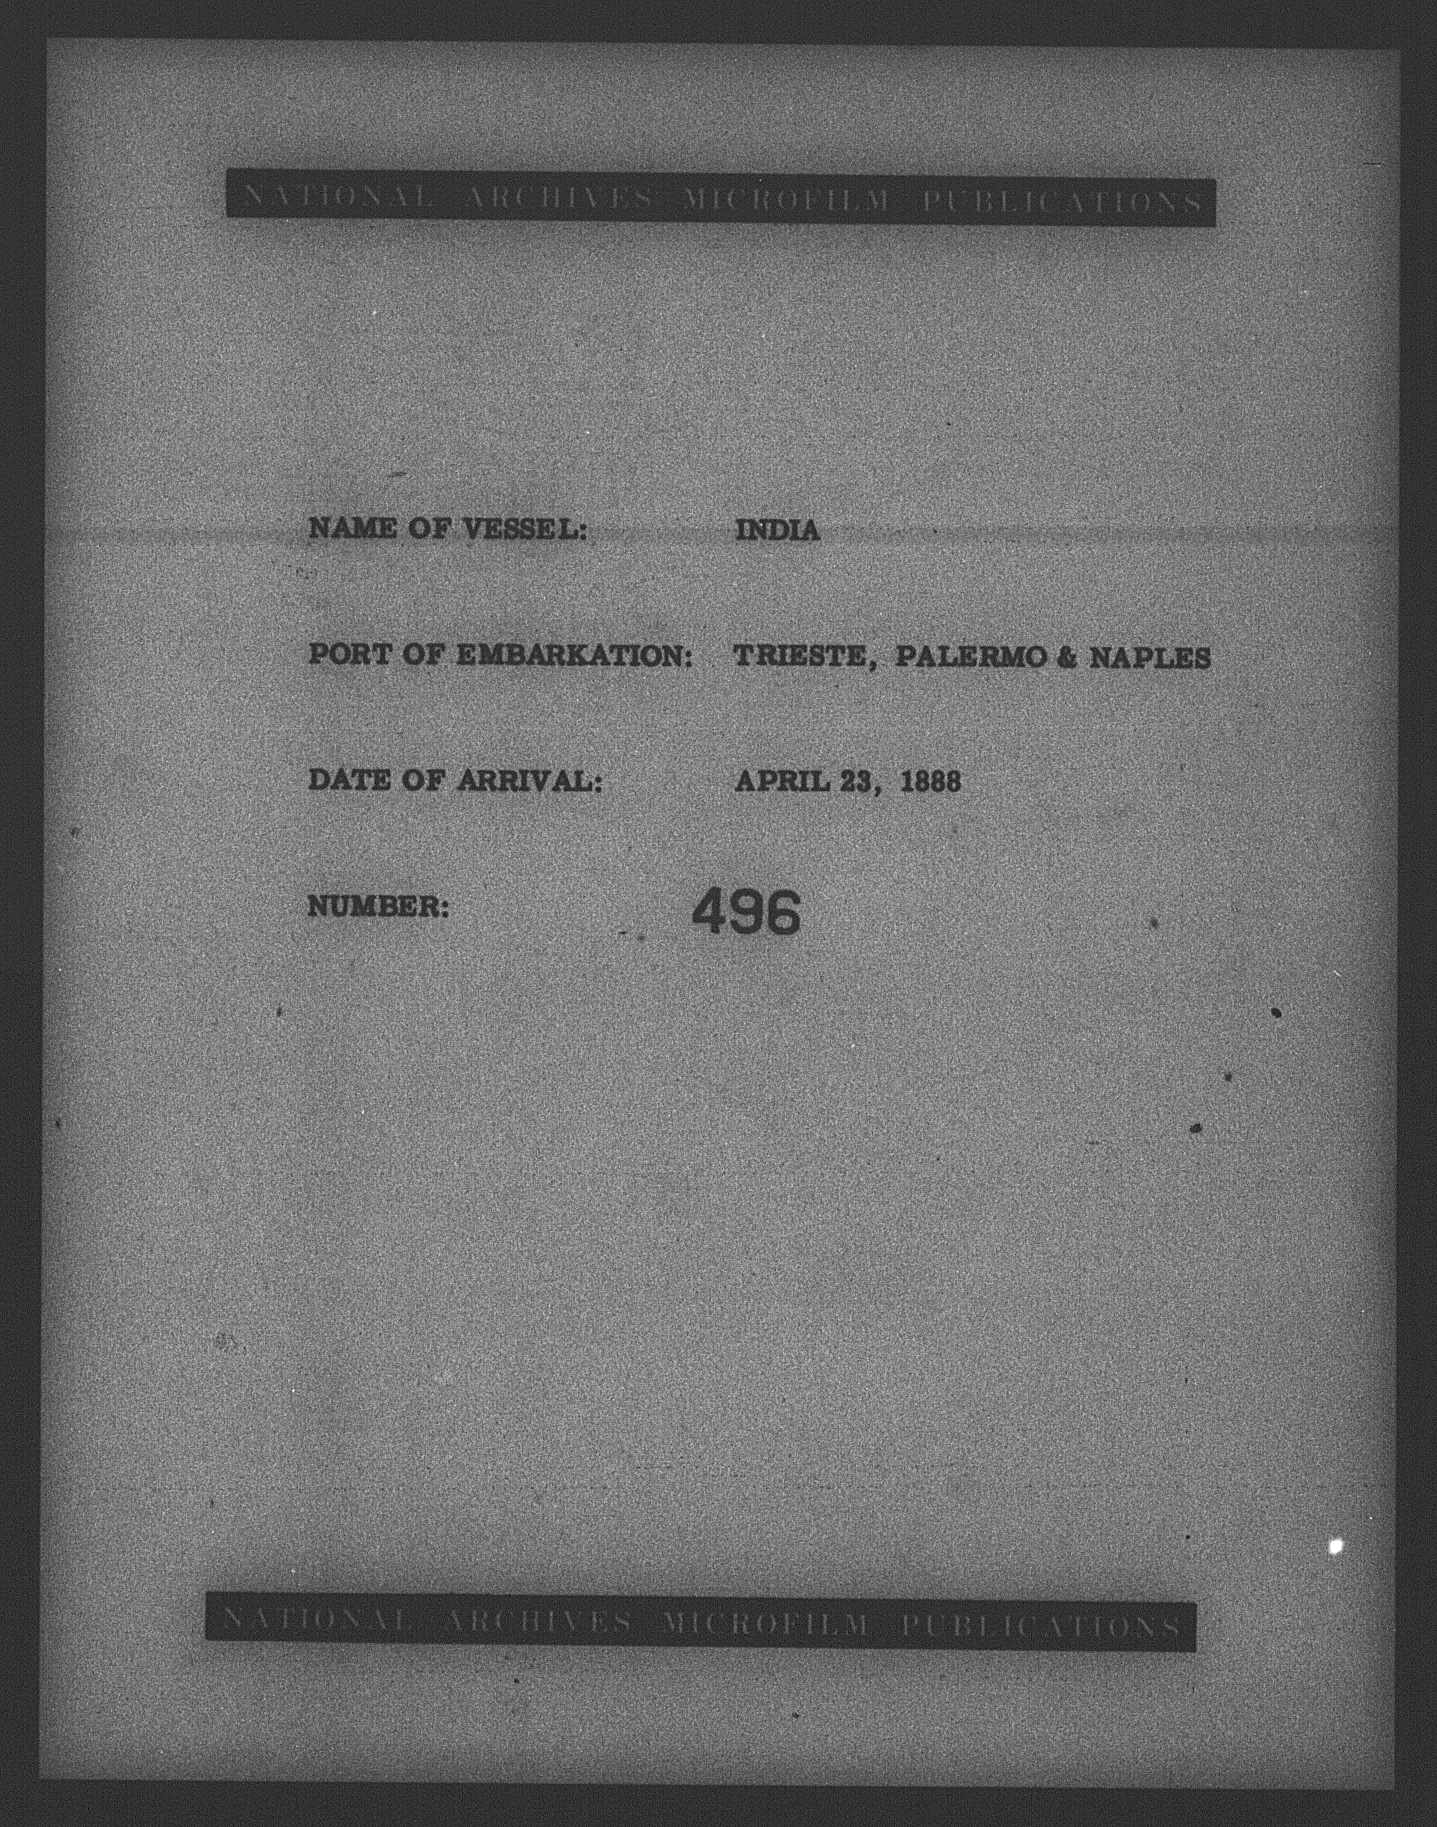 NATIONAL ARCHIVES MICROFILM PUBLICATIONS
NAME OF VESSEL: INDIA
PORT OF EMBARKATION: TRIESTE, PALERMO & NAPLES
DATE OF ARRIVAL: APRIL 23, 1888
NUMBER: 496
NATIONAL ARCHIVES MICROFILM PUBLICATIONS